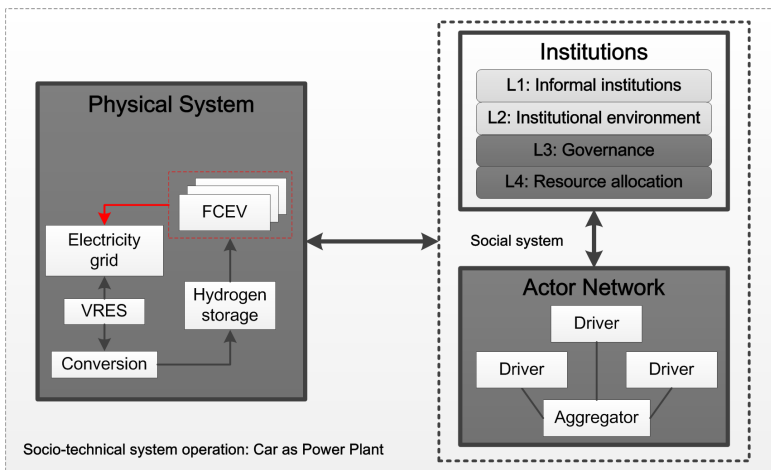 Physical System
FCEV
Electricity
grid
VRES
Hydrogen
storage
Conversion
Institutions
L1: Informal institutions
L2: Institutional environment
L3: Governance
L4: Resource allocation
Social system
Actor Network
Driver
Driver
Driver
Aggregator
Socio-technical system operation: Car as Power Plant